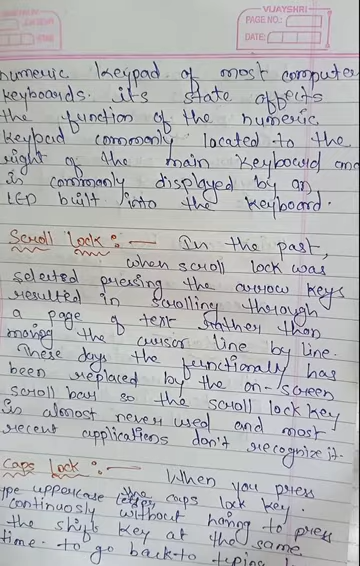 VIJAYSHRI
PAGE NO.:
DATE:
numeric keypad of most computer
keyboards. its state affects
the function of the numeric
keypad commonly located to the
right of the main keyboard and
is commonly displayed by an
LED built into the keyboard.
Scroll Lock :- In the past,
when scroll lock was
selected pressing the arrow keys
resulted in scrolling through
a page of text rather than
moving the cursor line by line.
These days the functionally has
been replaced by the on-screen
scroll bar so the scroll lock key
is almost never used and most
recent applications don't recognize it.
Caps Lock :- When you press
the caps lock key.
ype uppercase letters
continuously without having to press
the shift key at the same
time. to go back to typing